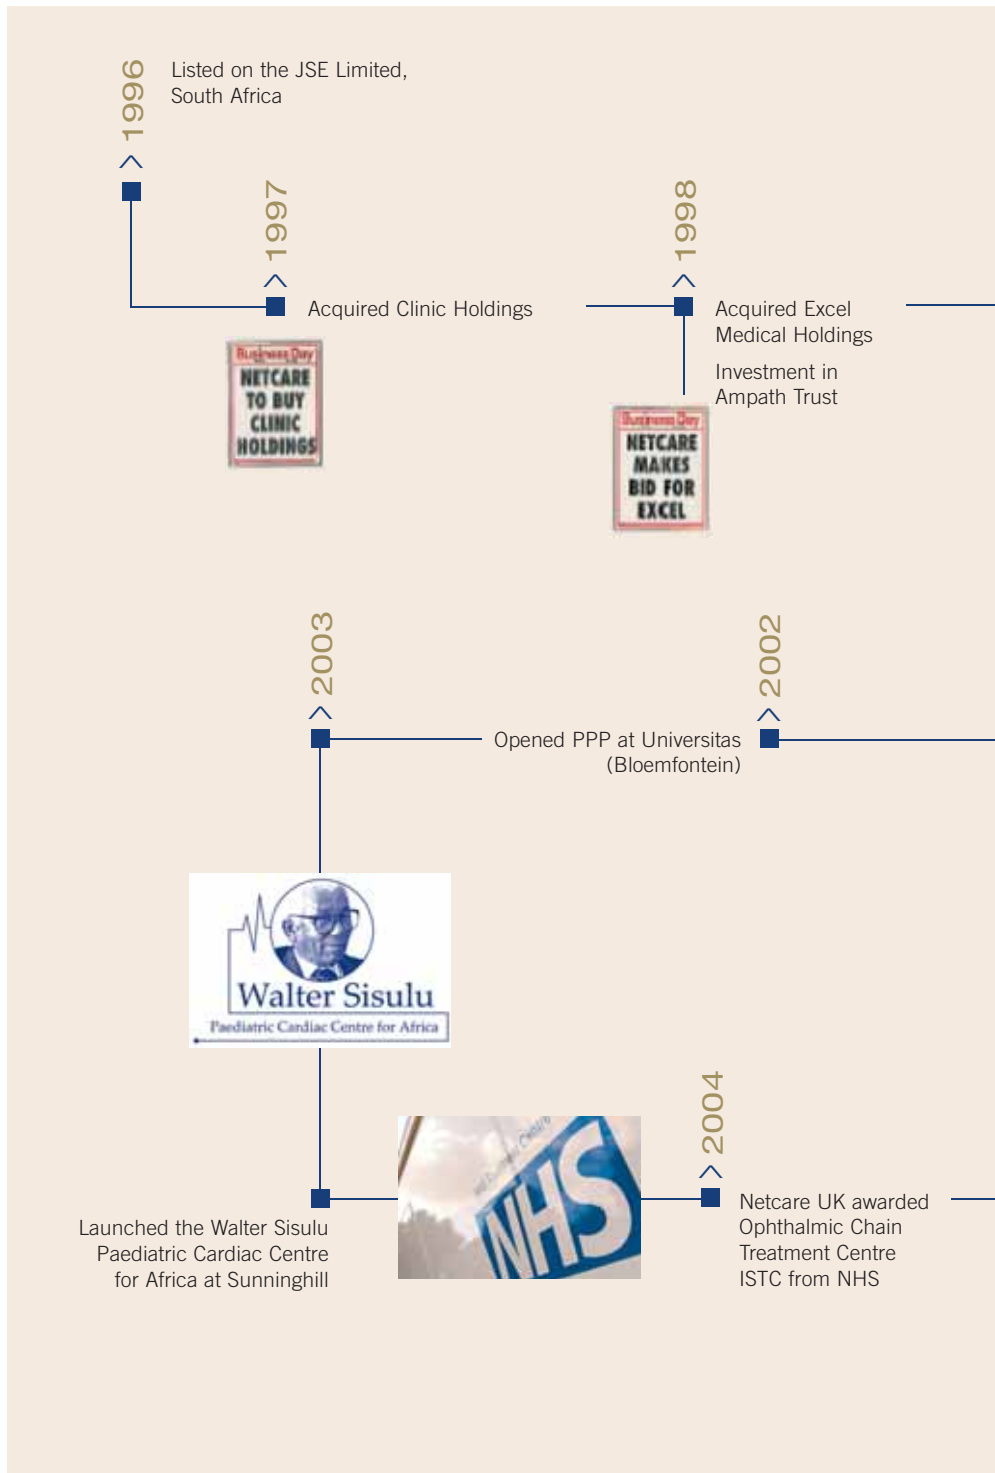 1996
Listed on the JSE Limited,
South Africa
1997
Acquired Clinic Holdings
Business Day
NETCARE
TO BUY
CLINIC
HOLDINGS
1998
Acquired Excel
Medical Holdings
Investment in
Ampath Trust
Business Day
NETCARE
MAKES
BID FOR
EXCEL
2002
Opened PPP at Universitas
(Bloemfontein)
2003
Walter Sisulu
Paediatric Cardiac Centre for Africa
Launched the Walter Sisulu
Paediatric Cardiac Centre
for Africa at Sunninghill
NHS
2004
Netcare UK awarded
Ophthalmic Chain
Treatment Centre
ISTC from NHS